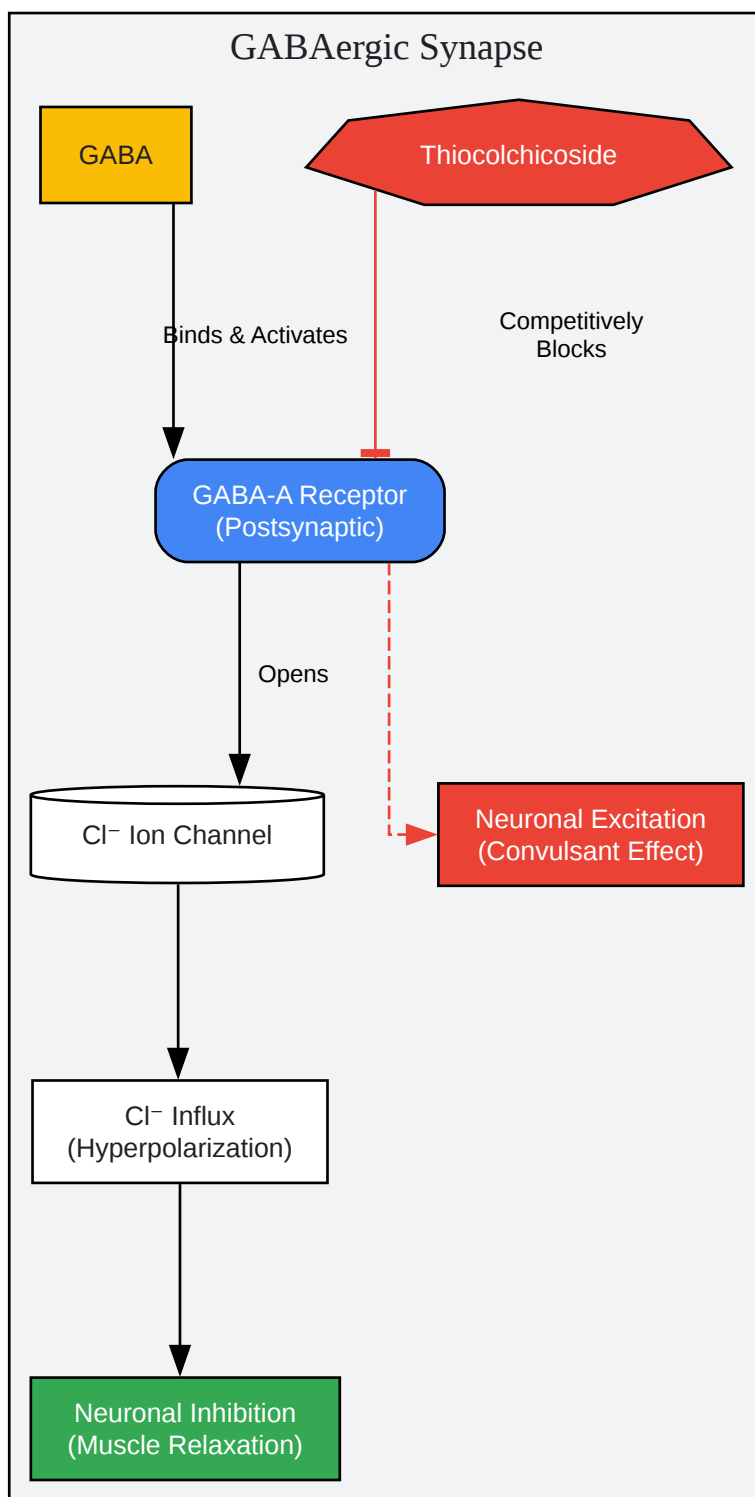 GABAergic Synapse
GABA
Thiocolchicoside
Binds & Activates
Competitively
Blocks
GABA-A Receptor
(Postsynaptic)
Opens
Cl⁻ Ion Channel
Neuronal Excitation
(Convulsant Effect)
Cl⁻ Influx
(Hyperpolarization)
Neuronal Inhibition
(Muscle Relaxation)